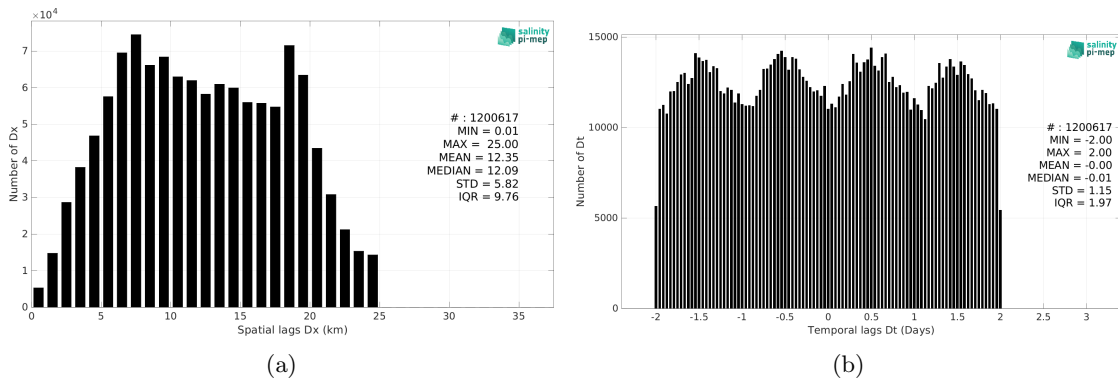 ×10⁴
7
6
5
4
3
2
1
0
Number of Dx
0 5 10 15 20 25 30 35
Spatial lags Dx (km)
salinity
pi-mep
# : 1200617
MIN = 0.01
MAX = 25.00
MEAN = 12.35
MEDIAN = 12.09
STD = 5.82
IQR = 9.76
(a)
15000
10000
5000
0
Number of Dt
-2 -1.5 -1 -0.5 0 0.5 1 1.5 2 2.5 3
Temporal lags Dt (Days)
salinity
pi-mep
# : 1200617
MIN = -2.00
MAX = 2.00
MEAN = -0.00
MEDIAN = -0.01
STD = 1.15
IQR = 1.97
(b)